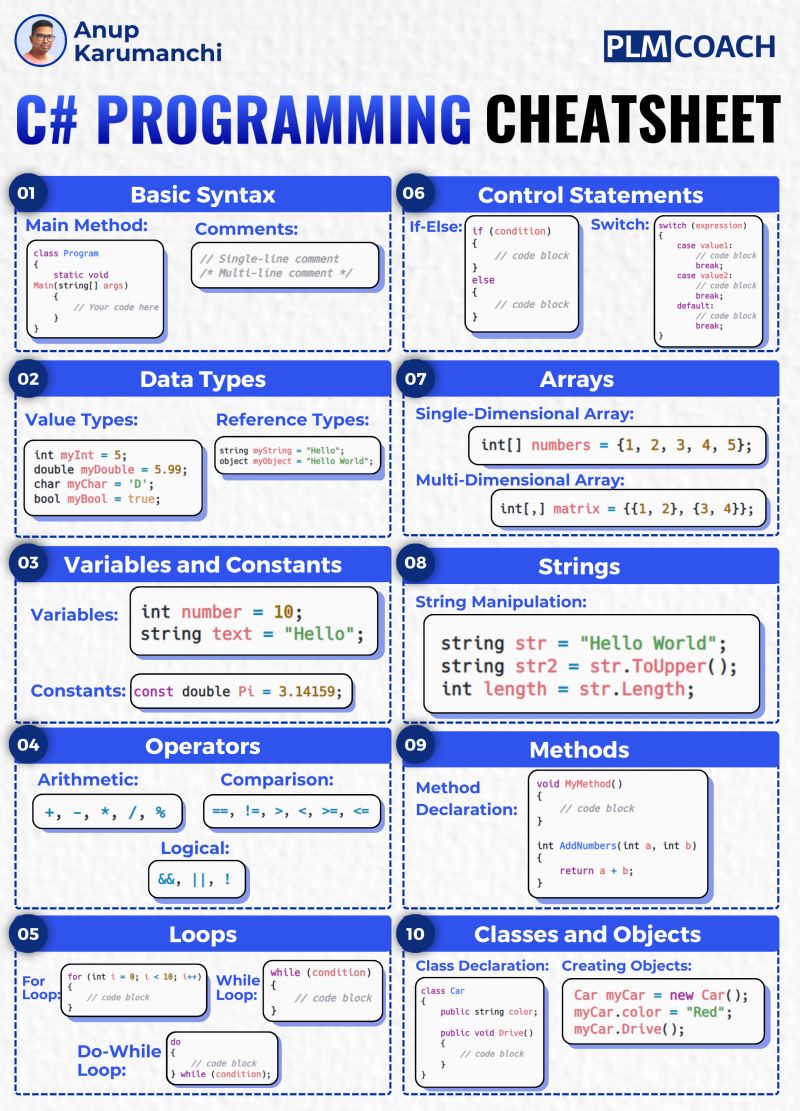 Anup
Karumanchi
PLM COACH
C# PROGRAMMING CHEATSHEET
01
Basic Syntax
Main Method:
class Program
{
    static void
Main(string[] args)
    {
        // Your code here
    }
}
Comments:
// Single-line comment
/* Multi-line comment */
02
Data Types
Value Types:
int myInt = 5;
double myDouble = 5.99;
char myChar = 'D';
bool myBool = true;
Reference Types:
string myString = "Hello";
object myObject = "Hello World";
03
Variables and Constants
Variables:
int number = 10;
string text = "Hello";
Constants:
const double Pi = 3.14159;
04
Operators
Arithmetic:
+, -, *, /, %
Comparison:
==, !=, >, <, >=, <=
Logical:
&&, ||, !
05
Loops
For
Loop:
for (int i = 0; i < 10; i++)
{
    // code block
}
While
Loop:
while (condition)
{
    // code block
}
Do-While
Loop:
do
{
    // code block
} while (condition);
06
Control Statements
If-Else:
if (condition)
{
    // code block
}
else
{
    // code block
}
Switch:
switch (expression)
{
    case value1:
        // code block
        break;
    case value2:
        // code block
        break;
    default:
        // code block
        break;
}
07
Arrays
Single-Dimensional Array:
int[] numbers = {1, 2, 3, 4, 5};
Multi-Dimensional Array:
int[,] matrix = {{1, 2}, {3, 4}};
08
Strings
String Manipulation:
string str = "Hello World";
string str2 = str.ToUpper();
int length = str.Length;
09
Methods
Method
Declaration:
void MyMethod()
{
    // code block
}
int AddNumbers(int a, int b)
{
    return a + b;
}
10
Classes and Objects
Class Declaration:
class Car
{
    public string color;
    public void Drive()
    {
        // code block
    }
}
Creating Objects:
Car myCar = new Car();
myCar.color = "Red";
myCar.Drive();